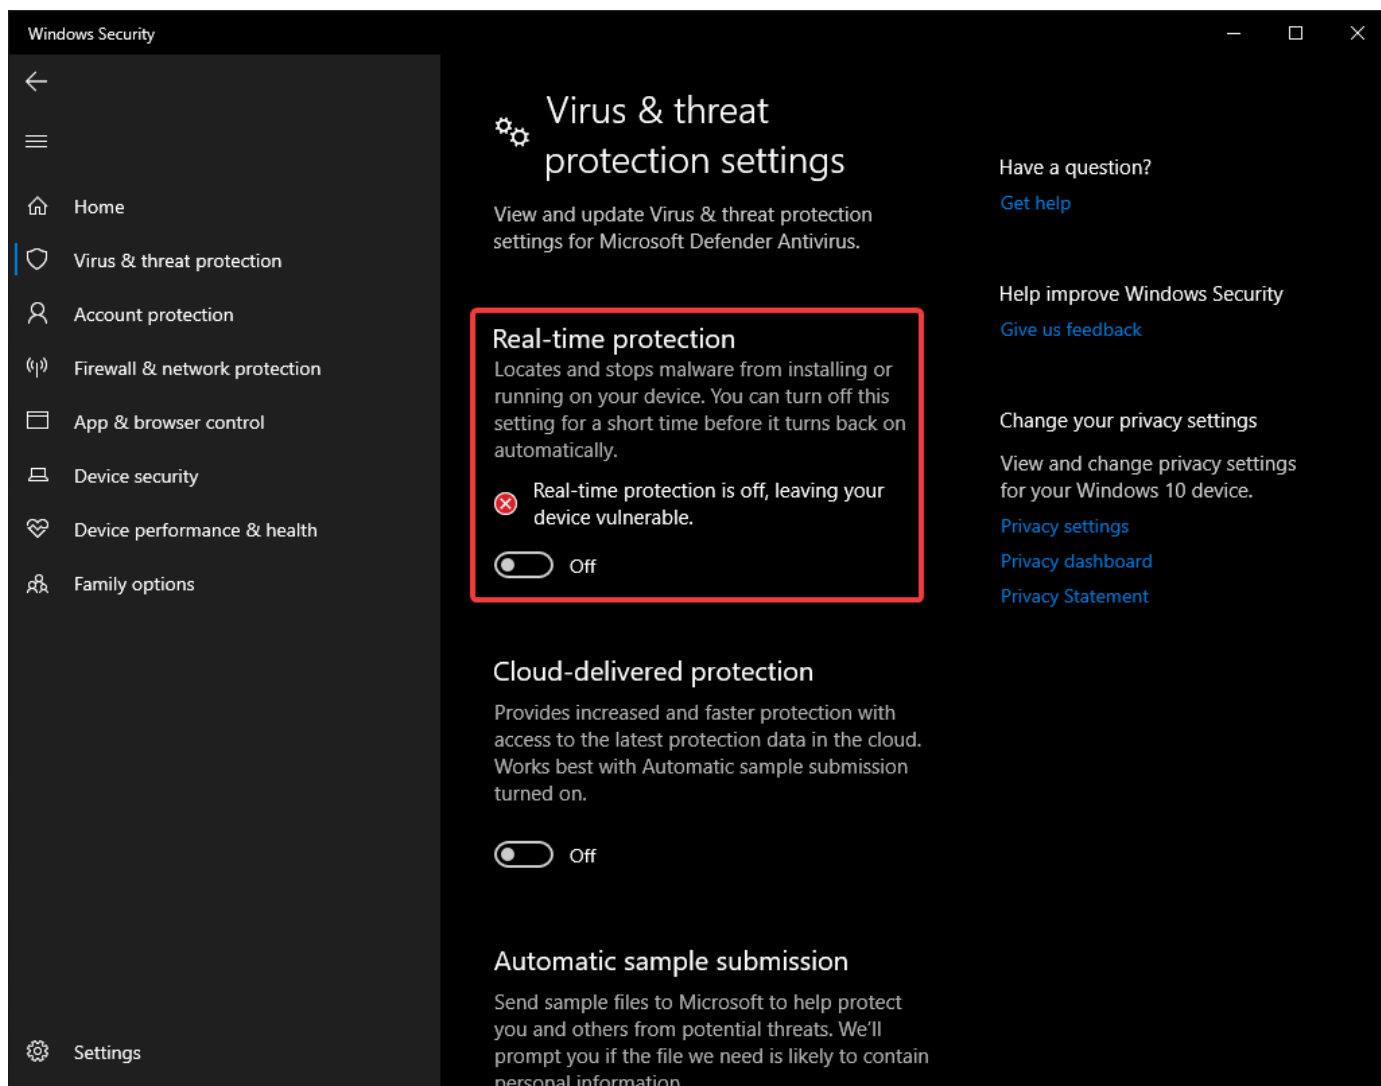 Windows Security
Home
Virus & threat protection
Account protection
Firewall & network protection
App & browser control
Device security
Device performance & health
Family options
Settings
Virus & threat
protection settings
View and update Virus & threat protection
settings for Microsoft Defender Antivirus.
Real-time protection
Locates and stops malware from installing or
running on your device. You can turn off this
setting for a short time before it turns back on
automatically.
Real-time protection is off, leaving your
device vulnerable.
Off
Cloud-delivered protection
Provides increased and faster protection with
access to the latest protection data in the cloud.
Works best with Automatic sample submission
turned on.
Off
Automatic sample submission
Send sample files to Microsoft to help protect
you and others from potential threats. We'll
prompt you if the file we need is likely to contain
personal information.
Have a question?
Get help
Help improve Windows Security
Give us feedback
Change your privacy settings
View and change privacy settings
for your Windows 10 device.
Privacy settings
Privacy dashboard
Privacy Statement